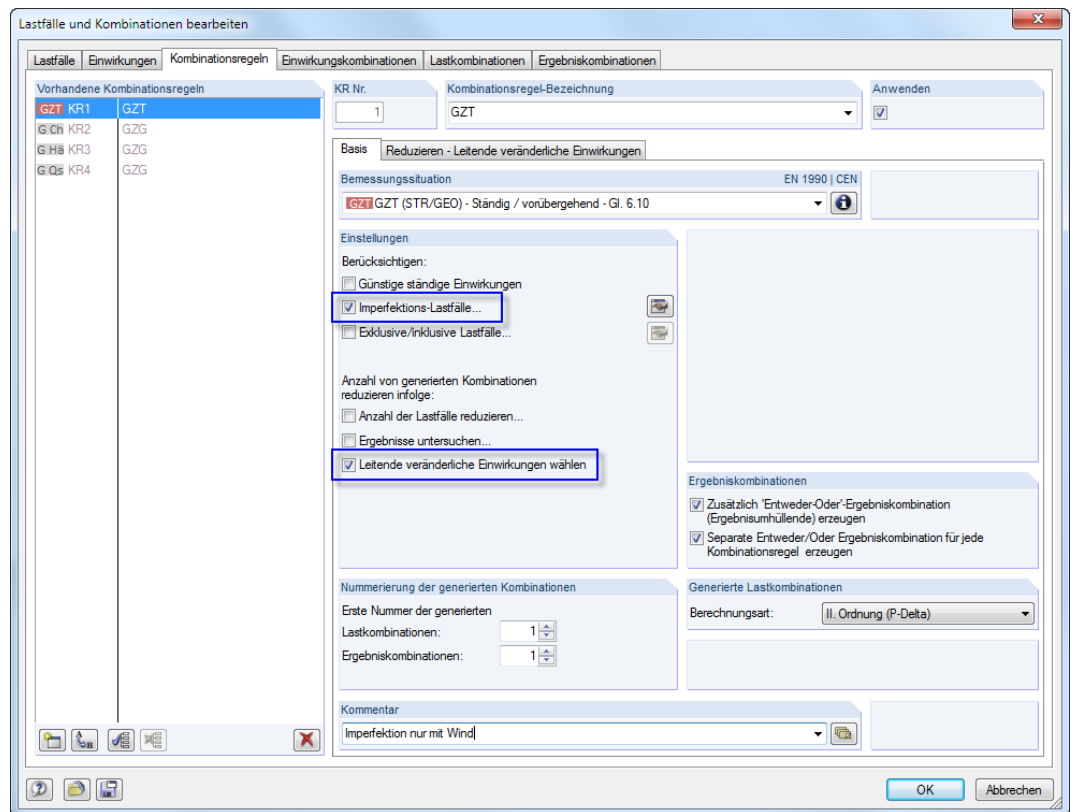 Lastfälle und Kombinationen bearbeiten
Lastfälle Einwirkungen Kombinationsregeln Einwirkungskombinationen Lastkombinationen Ergebniskombinationen
Vorhandene Kombinationsregeln
GZT KR1 GZT
G Ch KR2 GZG
G Hä KR3 GZG
G Qs KR4 GZG
KR Nr.
1
Kombinationsregel-Bezeichnung
GZT
Anwenden
Basis Reduzieren - Leitende veränderliche Einwirkungen
Bemessungssituation EN 1990 | CEN
GZT GZT (STR/GEO) - Ständig / vorübergehend - Gl. 6.10
Einstellungen
Berücksichtigen:
Günstige ständige Einwirkungen
Imperfektions-Lastfälle...
Exklusive/inklusive Lastfälle...
Anzahl von generierten Kombinationen
reduzieren infolge:
Anzahl der Lastfälle reduzieren...
Ergebnisse untersuchen...
Leitende veränderliche Einwirkungen wählen
Ergebniskombinationen
Zusätzlich 'Entweder-Oder'-Ergebniskombination
(Ergebnisumhüllende) erzeugen
Separate Entweder/Oder Ergebniskombination für jede
Kombinationsregel erzeugen
Nummerierung der generierten Kombinationen
Erste Nummer der generierten
Lastkombinationen: 1
Ergebniskombinationen: 1
Generierte Lastkombinationen
Berechnungsart: II. Ordnung (P-Delta)
Kommentar
Imperfektion nur mit Wind
OK Abbrechen